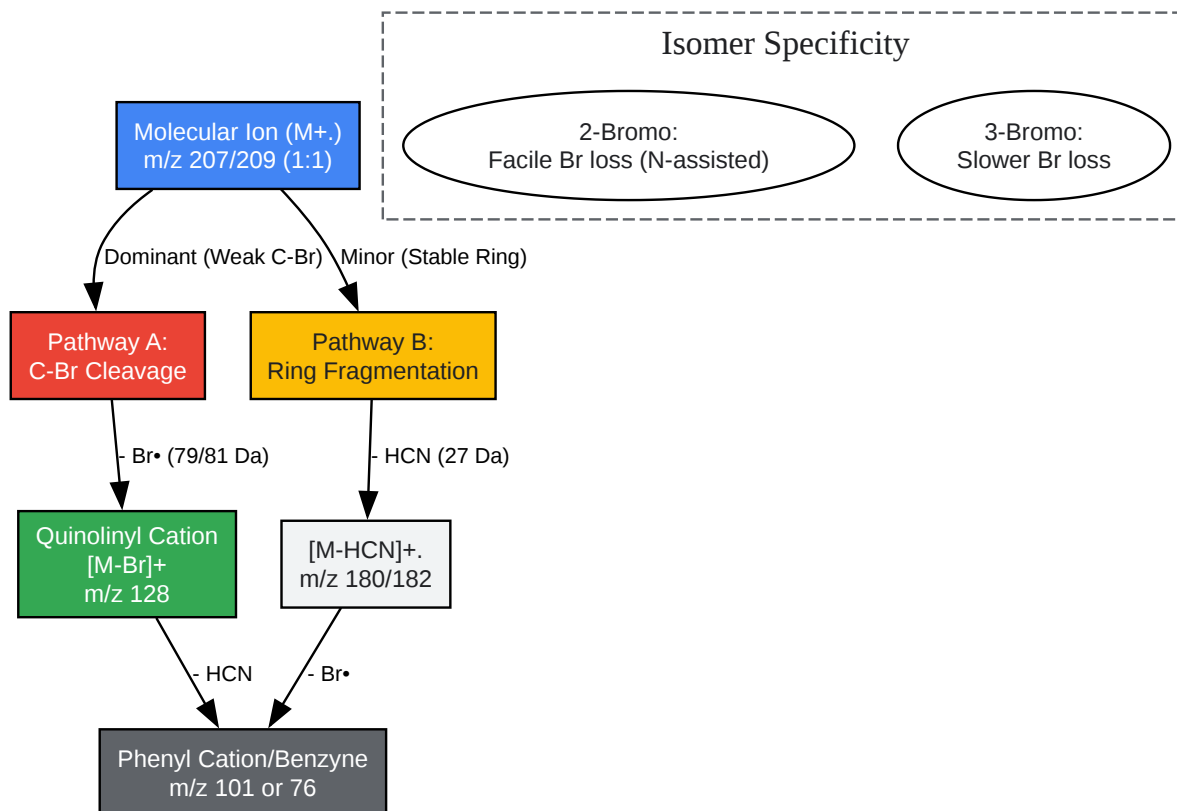 Isomer Specificity
Molecular Ion (M+.)
m/z 207/209 (1:1)
2-Bromo:
Facile Br loss (N-assisted)
3-Bromo:
Slower Br loss
Dominant (Weak C-Br)
Minor (Stable Ring)
Pathway A:
C-Br Cleavage
Pathway B:
Ring Fragmentation
- Br• (79/81 Da)
- HCN (27 Da)
Quinolinyl Cation
[M-Br]+
m/z 128
[M-HCN]+.
m/z 180/182
- HCN
- Br•
Phenyl Cation/Benzyne
m/z 101 or 76